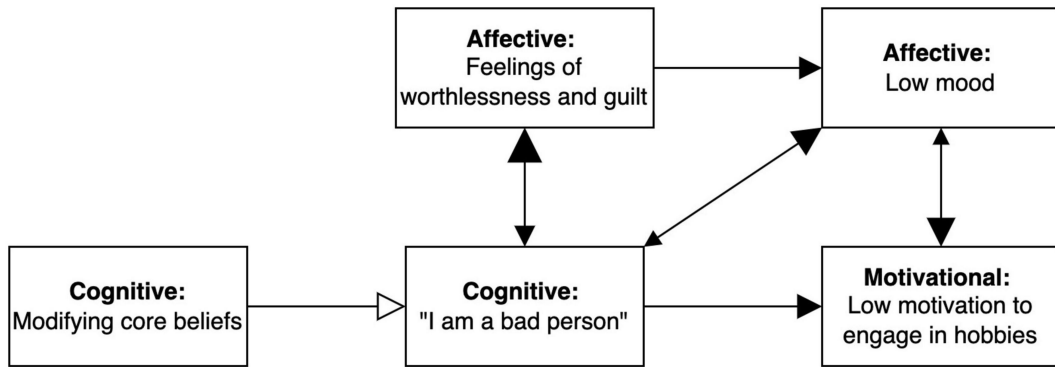 Affective:
Feelings of
worthlessness and guilt
Affective:
Low mood
Cognitive:
Modifying core beliefs
Cognitive:
"I am a bad person"
Motivational:
Low motivation to
engage in hobbies